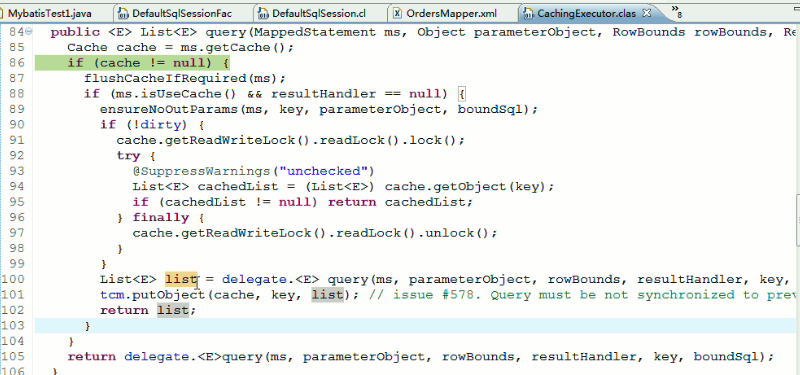 MybatisTest1.java DefaultSqlSessionFac DefaultSqlSession.cl OrdersMapper.xml CachingExecutor.clas »8
84 public <E> List<E> query(MappedStatement ms, Object parameterObject, RowBounds rowBounds, Re
85 Cache cache = ms.getCache();
86 if (cache != null) {
87 flushCacheIfRequired(ms);
88 if (ms.isUseCache() && resultHandler == null) {
89 ensureNoOutParams(ms, key, parameterObject, boundSql);
90 if (!dirty) {
91 cache.getReadWriteLock().readLock().lock();
92 try {
93 @SuppressWarnings("unchecked")
94 List<E> cachedList = (List<E>) cache.getObject(key);
95 if (cachedList != null) return cachedList;
96 } finally {
97 cache.getReadWriteLock().readLock().unlock();
98 }
99 }
100 List<E> list = delegate.<E> query(ms, parameterObject, rowBounds, resultHandler, key,
101 tcm.putObject(cache, key, list); // issue #578. Query must be not synchronized to prev
102 return list;
103 }
104 }
105 return delegate.<E>query(ms, parameterObject, rowBounds, resultHandler, key, boundSql);
106 }